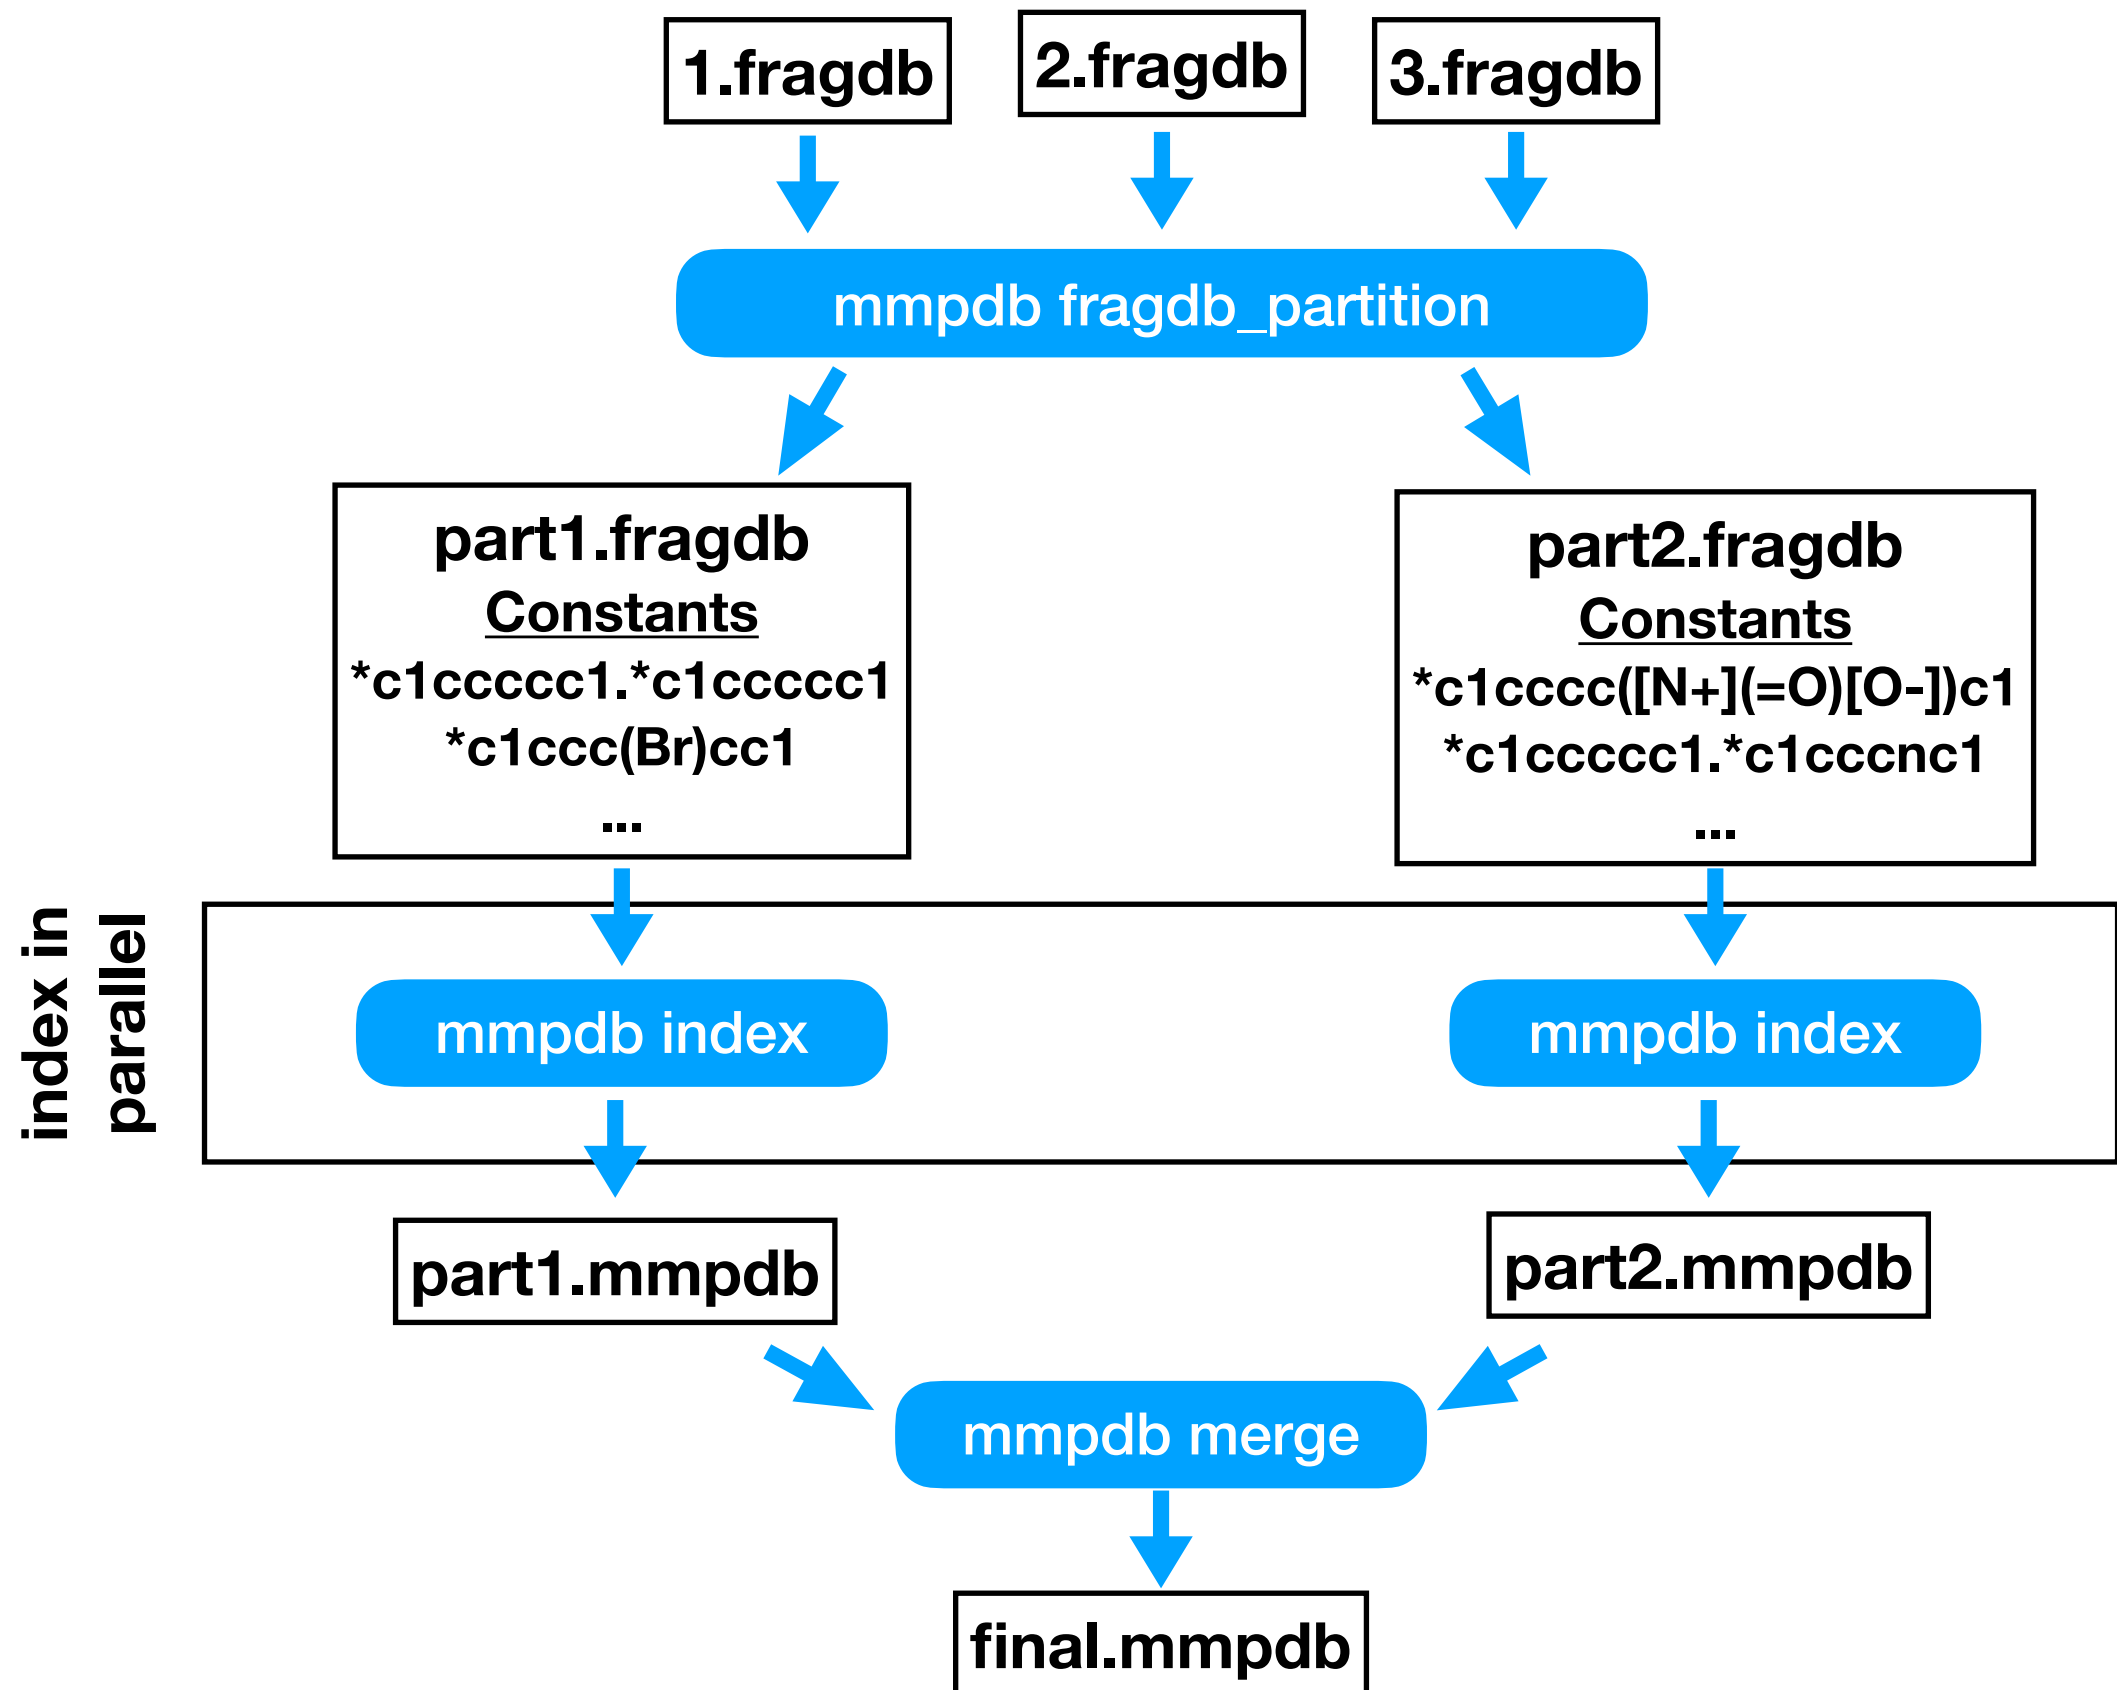 1.fragdb
2.fragdb
3.fragdb
mmpdb fragdb_partition
part1.fragdb
Constants
*c1ccccc1.*c1ccccc1
*c1ccc(Br)cc1
...
part2.fragdb
Constants
*c1cccc([N+](=O)[O-])c1
*c1ccccc1.*c1cccnc1
...
index in
parallel
mmpdb index
mmpdb index
part1.mmpdb
part2.mmpdb
mmpdb merge
final.mmpdb